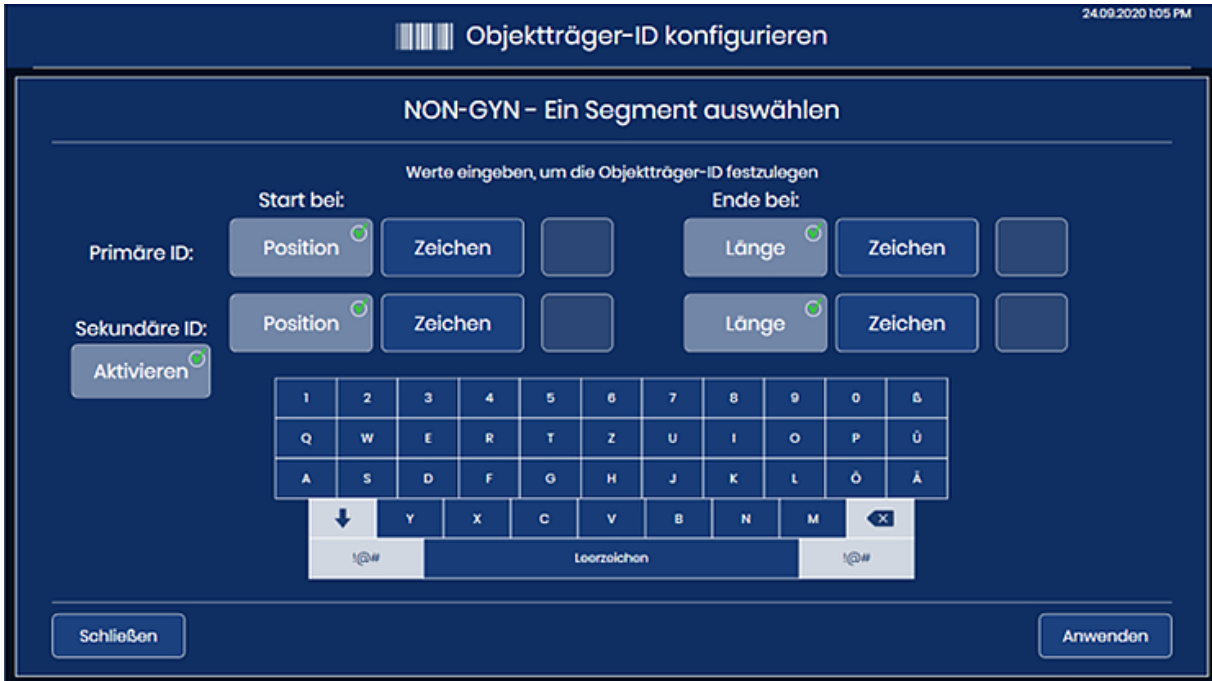 24.09.2020 1:05 PM
Objektträger-ID konfigurieren
NON-GYN – Ein Segment auswählen
Werte eingeben, um die Objektträger-ID festzulegen
Start bei: Ende bei:
Primäre ID: Position Zeichen Länge Zeichen
Sekundäre ID: Position Zeichen Länge Zeichen
Aktivieren
1 2 3 4 5 6 7 8 9 0 ß
Q W E R T Z U I O P Ü
A S D F G H J K L Ö Ä
Y X C V B N M
!@# Leerzeichen !@#
Schließen Anwenden